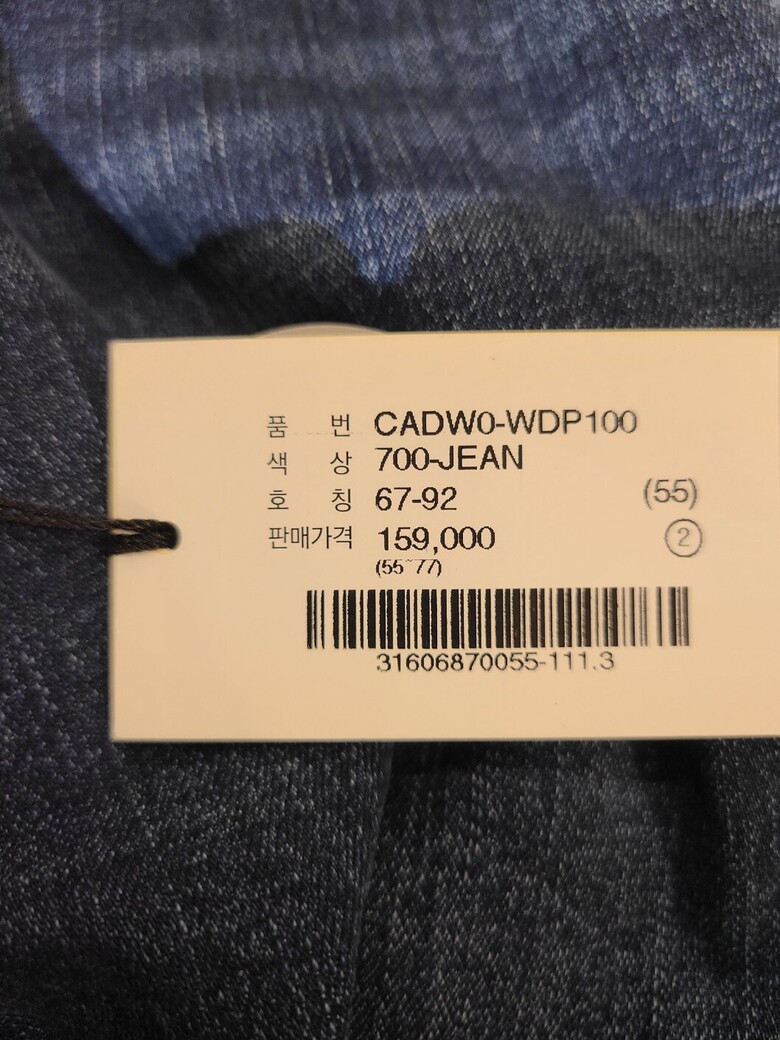 품 번 CADW0-WDP100
색 상 700-JEAN
호 칭 67-92 (55)
판매가격 159,000 ②
(55~77)
31606870055-111.3